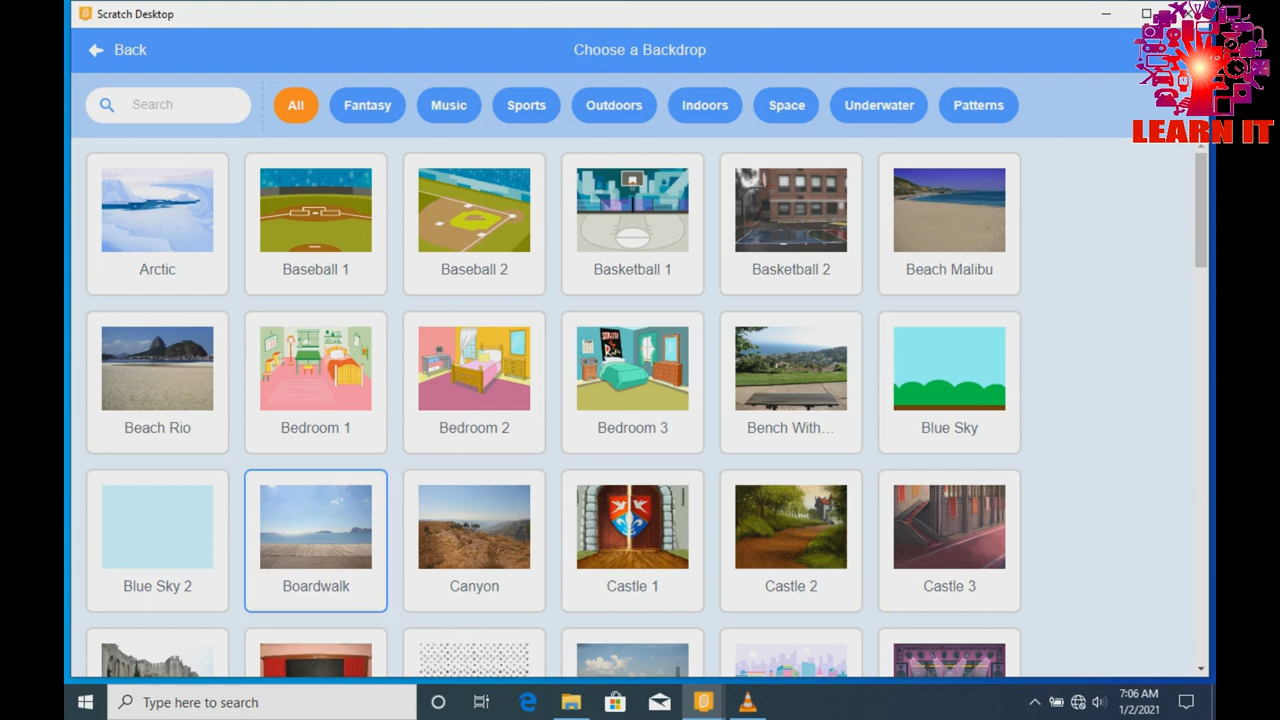 Scratch Desktop
Back
Choose a Backdrop
Search
All
Fantasy
Music
Sports
Outdoors
Indoors
Space
Underwater
Patterns
LEARN IT
Arctic
Baseball 1
Baseball 2
Basketball 1
Basketball 2
Beach Malibu
Beach Rio
Bedroom 1
Bedroom 2
Bedroom 3
Bench With...
Blue Sky
Blue Sky 2
Boardwalk
Canyon
Castle 1
Castle 2
Castle 3
Type here to search
7:06 AM
1/2/2021